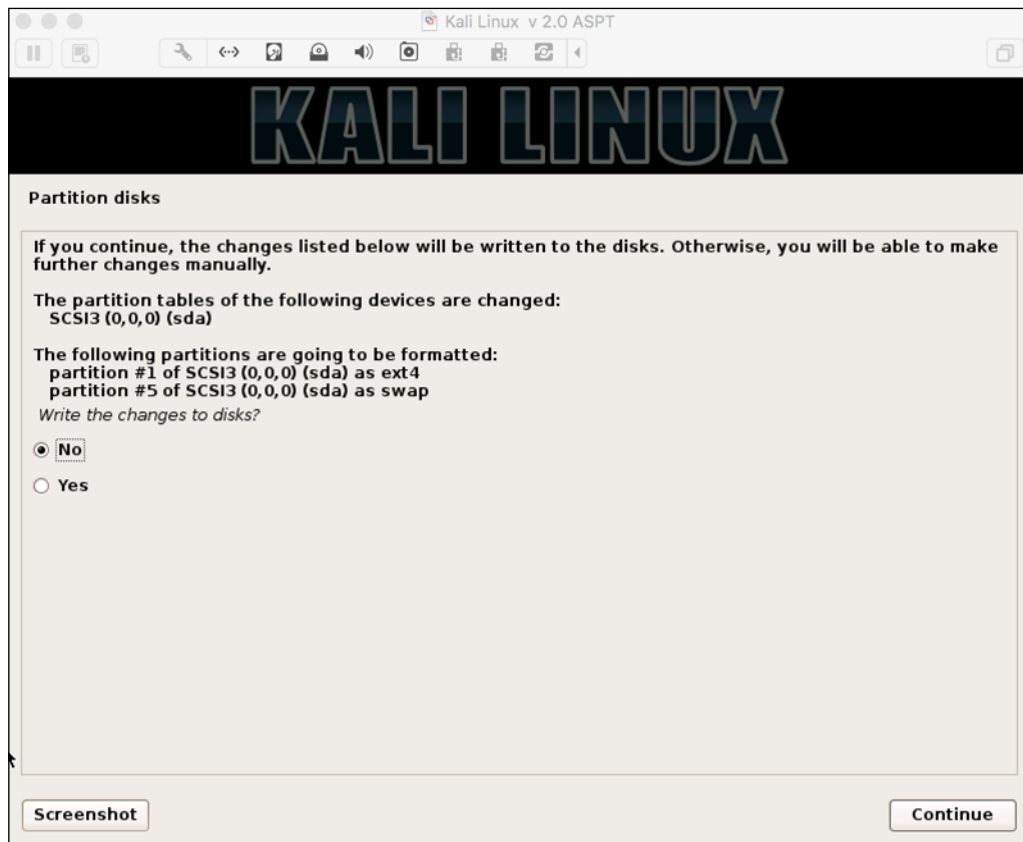 Kali Linux v 2.0 ASPT
KALI LINUX
Partition disks
If you continue, the changes listed below will be written to the disks. Otherwise, you will be able to make
further changes manually.
The partition tables of the following devices are changed:
SCSI3 (0,0,0) (sda)
The following partitions are going to be formatted:
partition #1 of SCSI3 (0,0,0) (sda) as ext4
partition #5 of SCSI3 (0,0,0) (sda) as swap
Write the changes to disks?
No
Yes
Screenshot Continue